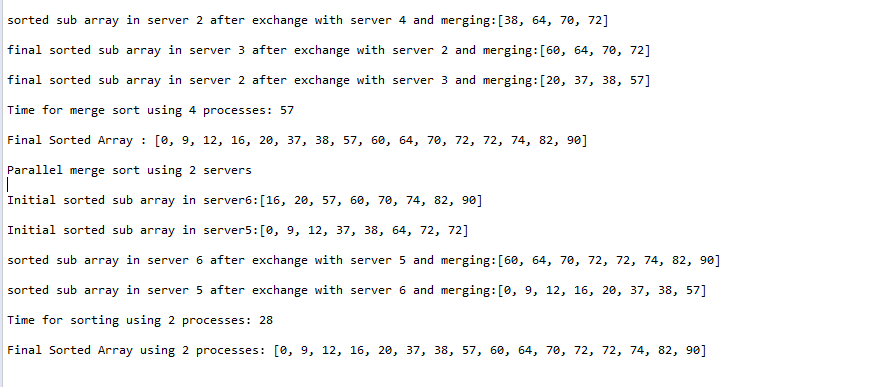 sorted sub array in server 2 after exchange with server 4 and merging:[38, 64, 70, 72]
final sorted sub array in server 3 after exchange with server 2 and merging:[60, 64, 70, 72]
final sorted sub array in server 2 after exchange with server 3 and merging:[20, 37, 38, 57]
Time for merge sort using 4 processes: 57
Final Sorted Array : [0, 9, 12, 16, 20, 37, 38, 57, 60, 64, 70, 72, 72, 74, 82, 90]
Parallel merge sort using 2 servers
Initial sorted sub array in server6:[16, 20, 57, 60, 70, 74, 82, 90]
Initial sorted sub array in server5:[0, 9, 12, 37, 38, 64, 72, 72]
sorted sub array in server 6 after exchange with server 5 and merging:[60, 64, 70, 72, 72, 74, 82, 90]
sorted sub array in server 5 after exchange with server 6 and merging:[0, 9, 12, 16, 20, 37, 38, 57]
Time for sorting using 2 processes: 28
Final Sorted Array using 2 processes: [0, 9, 12, 16, 20, 37, 38, 57, 60, 64, 70, 72, 72, 74, 82, 90]